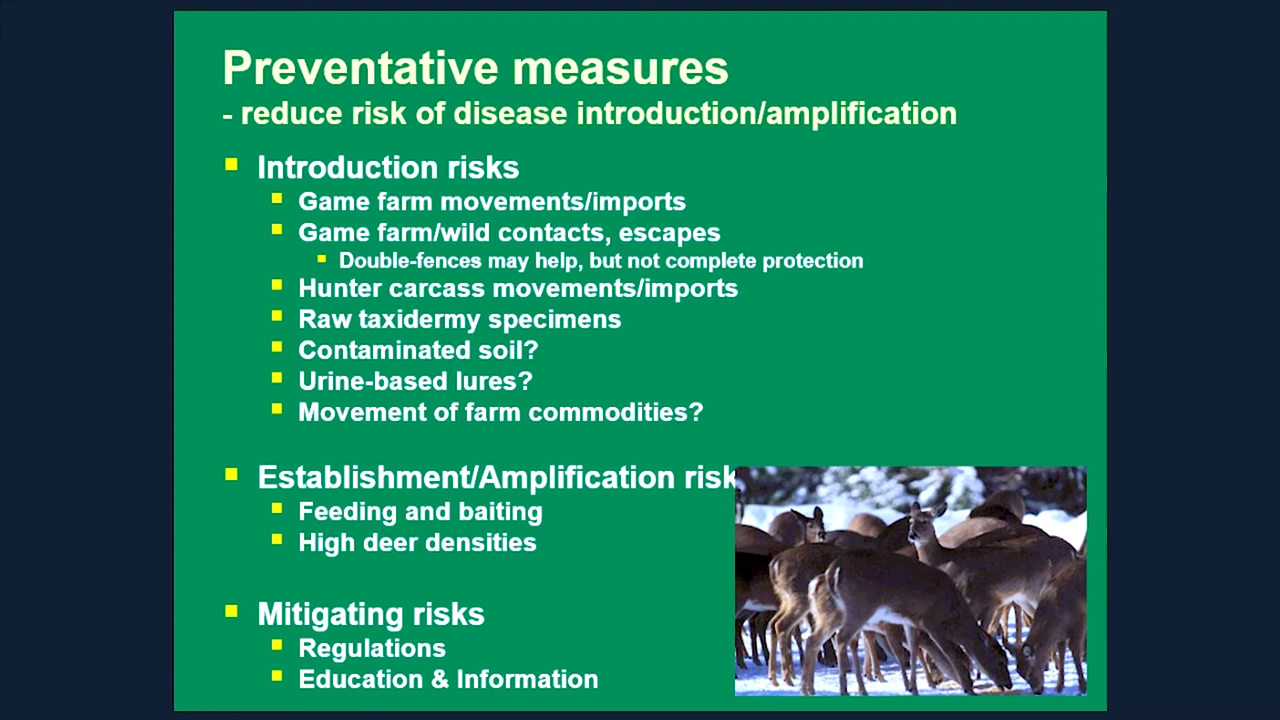 Preventative measures
- reduce risk of disease introduction/amplification
Introduction risks
Game farm movements/imports
Game farm/wild contacts, escapes
Double-fences may help, but not complete protection
Hunter carcass movements/imports
Raw taxidermy specimens
Contaminated soil?
Urine-based lures?
Movement of farm commodities?
Establishment/Amplification risk
Feeding and baiting
High deer densities
Mitigating risks
Regulations
Education & Information